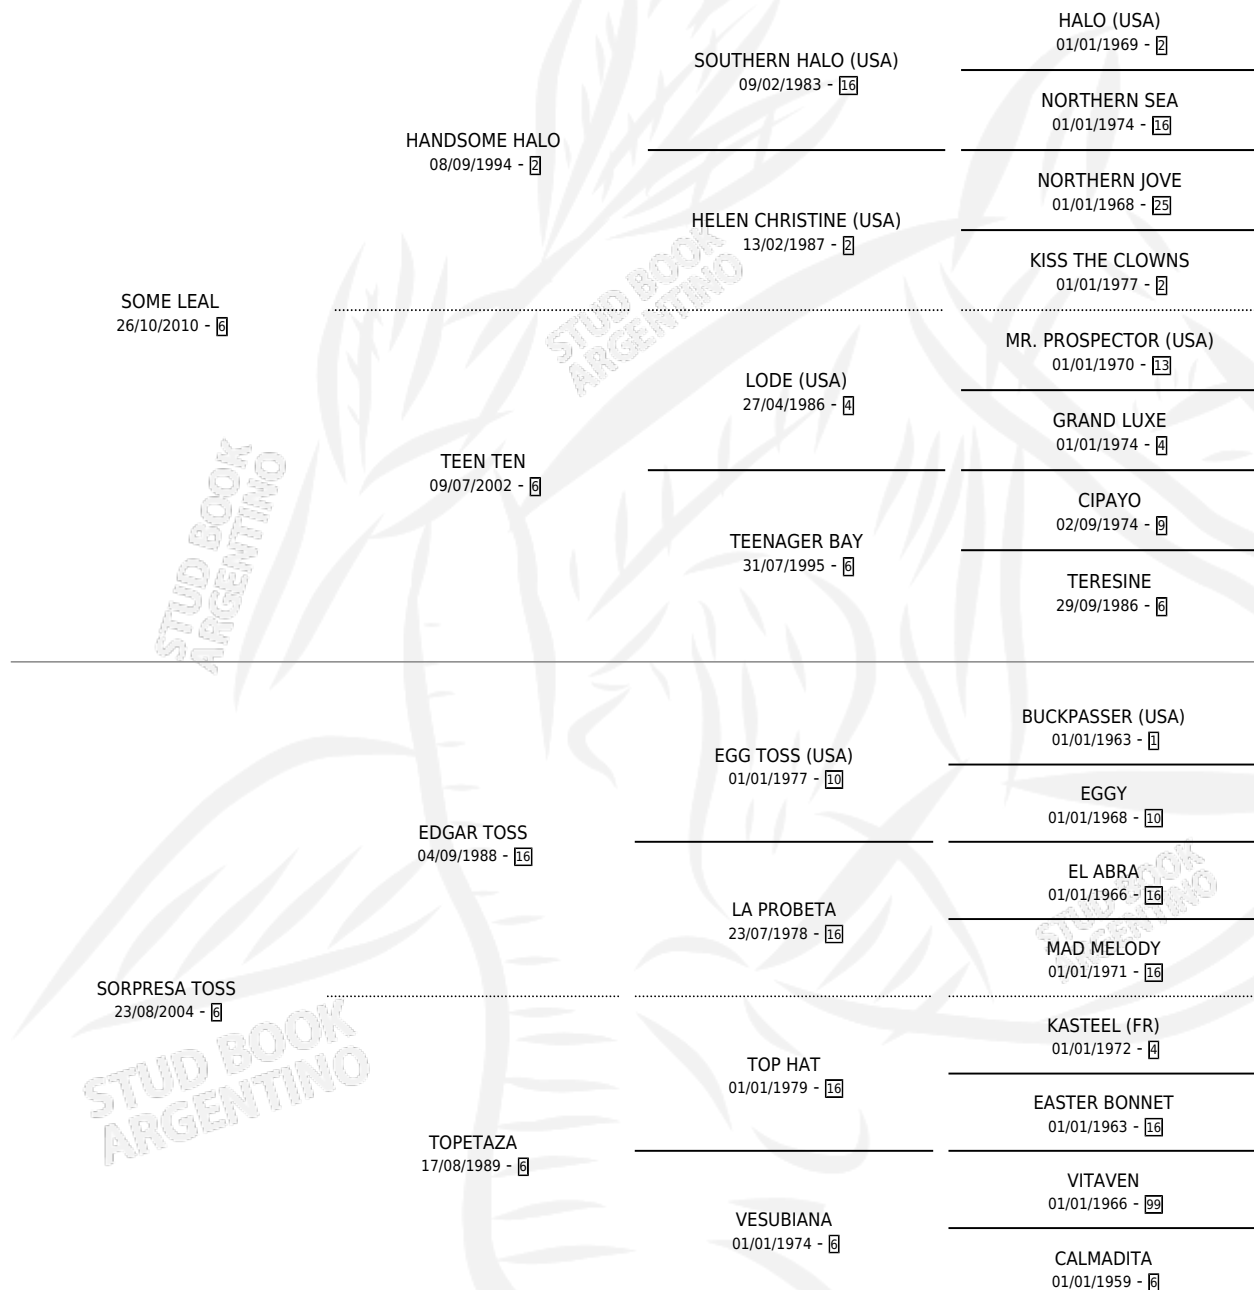 HALO (USA)
01/01/1969 - 2
SOUTHERN HALO (USA)
09/02/1983 - 16
NORTHERN SEA
01/01/1974 - 16
HANDSOME HALO
08/09/1994 - 2
NORTHERN JOVE
01/01/1968 - 25
HELEN CHRISTINE (USA)
13/02/1987 - 2
KISS THE CLOWNS
01/01/1977 - 2
SOME LEAL
26/10/2010 - 6
STUD BOOK
ARGENTINO
MR. PROSPECTOR (USA)
01/01/1970 - 13
LODE (USA)
27/04/1986 - 4
GRAND LUXE
01/01/1974 - 4
TEEN TEN
09/07/2002 - 6
CIPAYO
02/09/1974 - 9
TEENAGER BAY
31/07/1995 - 6
TERESINE
29/09/1986 - 6
STUD BOOK
ARGENTINO
BUCKPASSER (USA)
01/01/1963 - 1
EGG TOSS (USA)
01/01/1977 - 10
EGGY
01/01/1968 - 10
EDGAR TOSS
04/09/1988 - 16
EL ABRA
01/01/1966 - 16
LA PROBETA
23/07/1978 - 16
STUD BOOK
ARGENTINO
MAD MELODY
01/01/1971 - 16
SORPRESA TOSS
23/08/2004 - 6
STUD BOOK
ARGENTINO
KASTEEL (FR)
01/01/1972 - 4
TOP HAT
01/01/1979 - 16
EASTER BONNET
01/01/1963 - 16
TOPETAZA
17/08/1989 - 6
VITAVEN
01/01/1966 - 99
VESUBIANA
01/01/1974 - 6
CALMADITA
01/01/1959 - 6